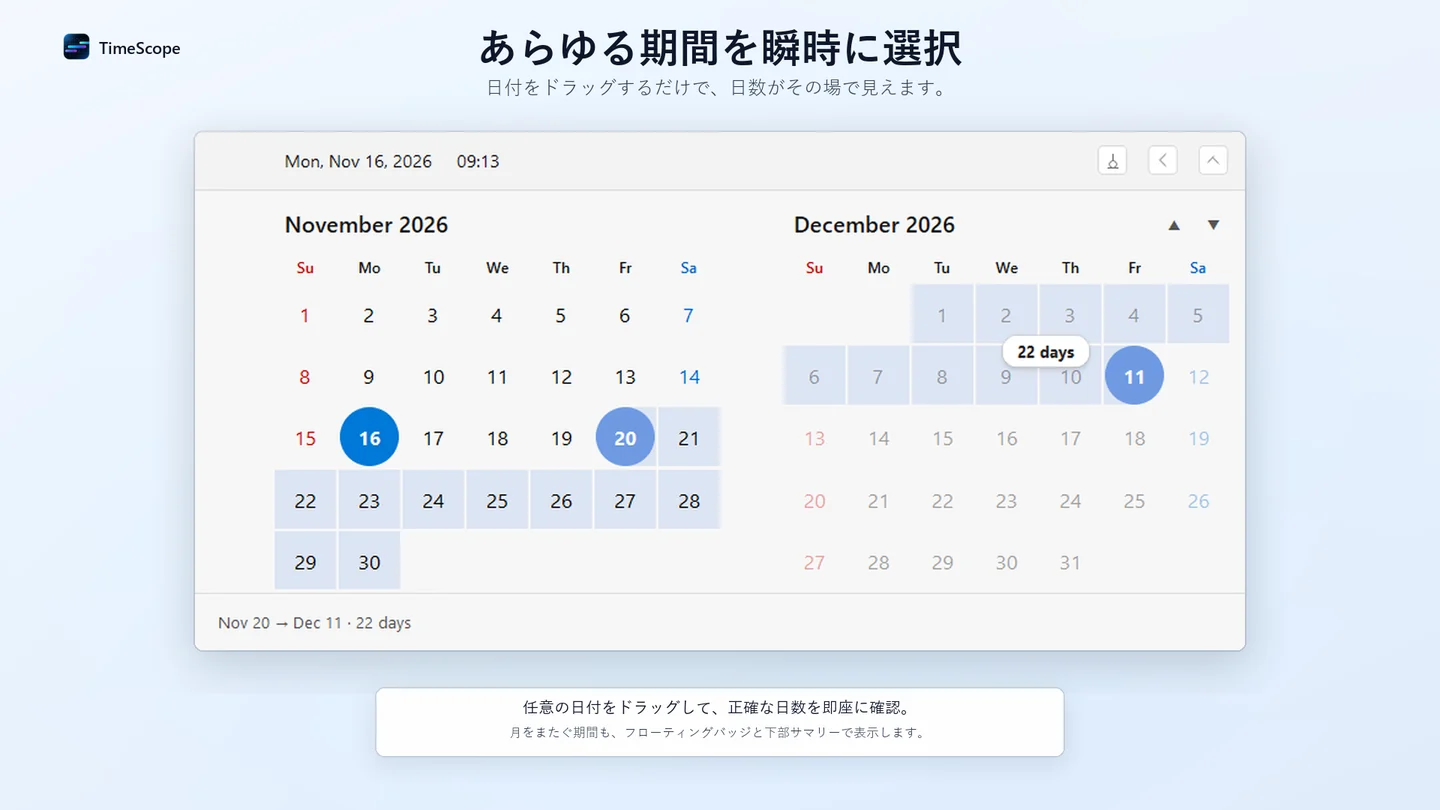 TimeScope
あらゆる期間を瞬時に選択
日付をドラッグするだけで、日数がその場で見えます。
Mon, Nov 16, 2026 09:13
November 2026
Su Mo Tu We Th Fr Sa
1 2 3 4 5 6 7
8 9 10 11 12 13 14
15 16 17 18 19 20 21
22 23 24 25 26 27 28
29 30
December 2026
Su Mo Tu We Th Fr Sa
1 2 3 4 5
22 days
6 7 8 9 10 11 12
13 14 15 16 17 18 19
20 21 22 23 24 25 26
27 28 29 30 31
Nov 20 → Dec 11 · 22 days
任意の日付をドラッグして、正確な日数を即座に確認。
月をまたぐ期間も、フローティングバッジと下部サマリーで表示します。